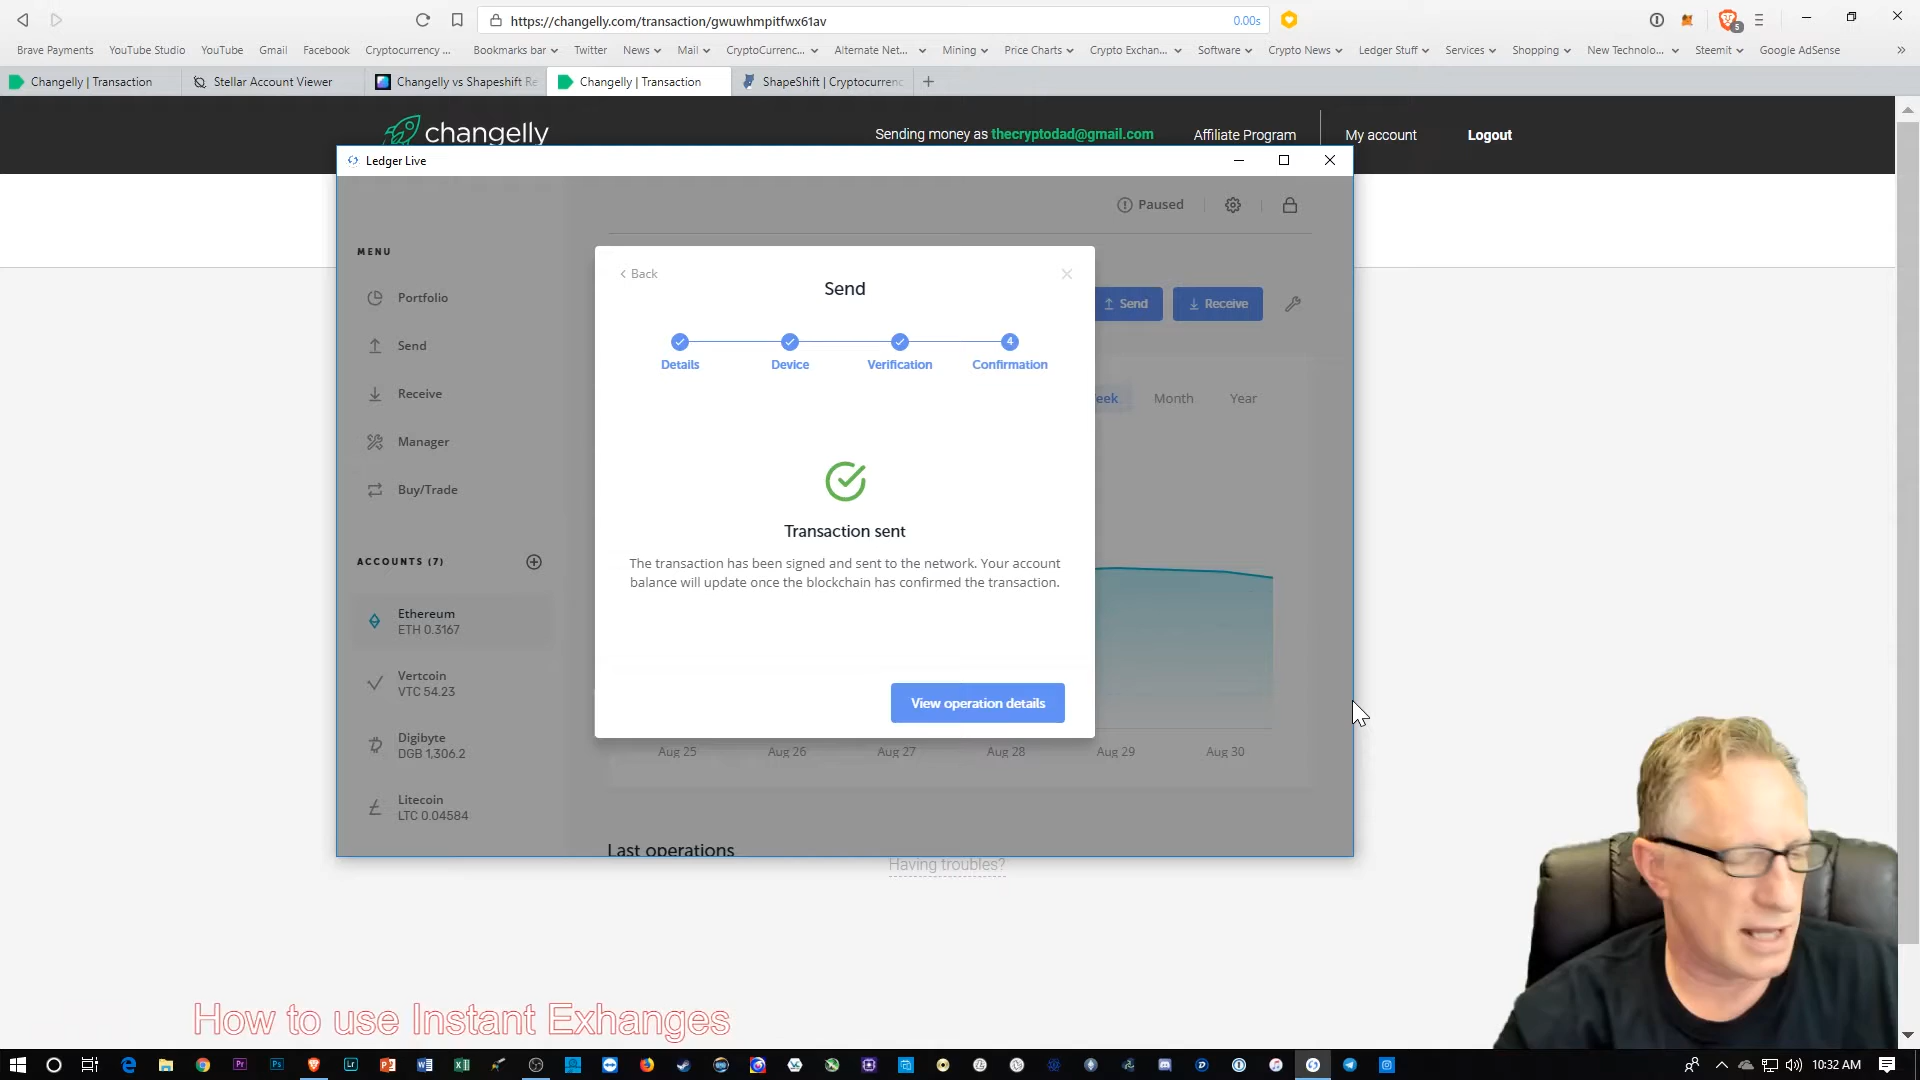 https://changelly.com/transaction/gwuwhmpitfwx61av
0.00s
5
Brave Payments
YouTube Studio
YouTube
Gmail
Facebook
Cryptocurrency ...
Bookmarks bar
Twitter
News
Mail
CryptoCurrenc...
Alternate Net...
Mining
Price Charts
Crypto Exchan...
Software
Crypto News
Ledger Stuff
Services
Shopping
New Technolo...
Steemit
Google AdSense
Changelly | Transaction
Stellar Account Viewer
Changelly vs Shapeshift Re
Changelly | Transaction
ShapeShift | Cryptocurrenc
changelly
Sending money as thecryptodad@gmail.com
Affiliate Program
My account
Logout
Ledger Live
Paused
MENU
Portfolio
Send
Receive
Manager
Buy/Trade
ACCOUNTS (7)
Ethereum
ETH 0.3167
Vertcoin
VTC 54.23
Digibyte
DGB 1,306.2
Litecoin
LTC 0.04584
Send
Receive
eek
Month
Year
Back
Send
4
Details
Device
Verification
Confirmation
Transaction sent
The transaction has been signed and sent to the network. Your account
balance will update once the blockchain has confirmed the transaction.
View operation details
Aug 25
Aug 26
Aug 27
Aug 28
Aug 29
Aug 30
Last operations
Having troubles?
How to use Instant Exhanges
10:32 AM